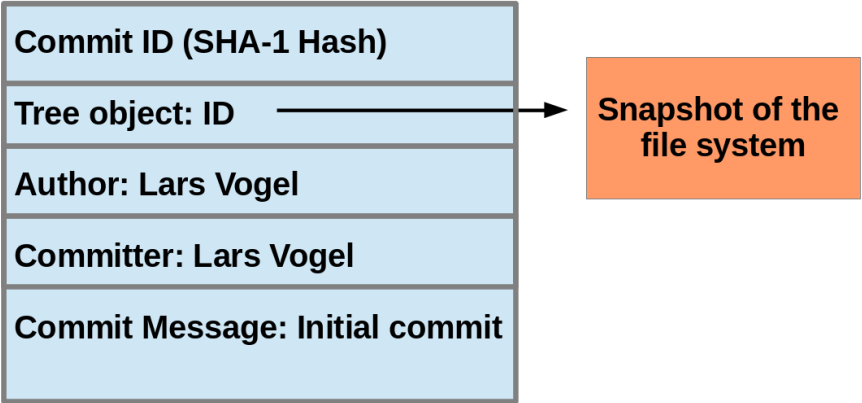 Commit ID (SHA-1 Hash)
Tree object: ID
Snapshot of the
file system
Author: Lars Vogel
Committer: Lars Vogel
Commit Message: Initial commit